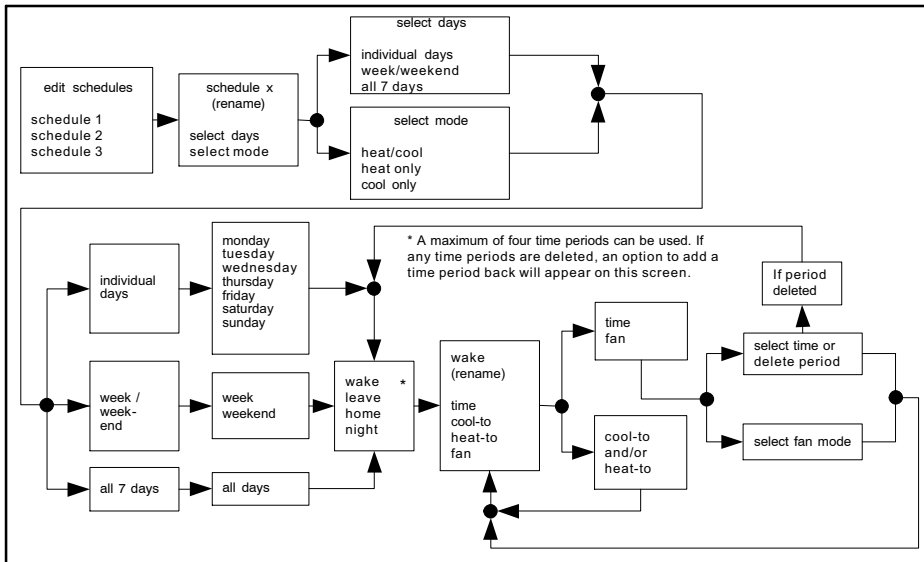 edit schedules
schedule 1
schedule 2
schedule 3
schedule x
(rename)
select days
select mode
select days
individual days
week/weekend
all 7 days
select mode
heat/cool
heat only
cool only
individual
days
monday
tuesday
wednesday
thursday
friday
saturday
sunday
* A maximum of four time periods can be used. If
any time periods are deleted, an option to add a
time period back will appear on this screen.
If period
deleted
week /
week-
end
week
weekend
all 7 days
all days
wake *
leave
home
night
wake
(rename)
time
cool-to
heat-to
fan
time
fan
cool-to
and/or
heat-to
select time or
delete period
select fan mode